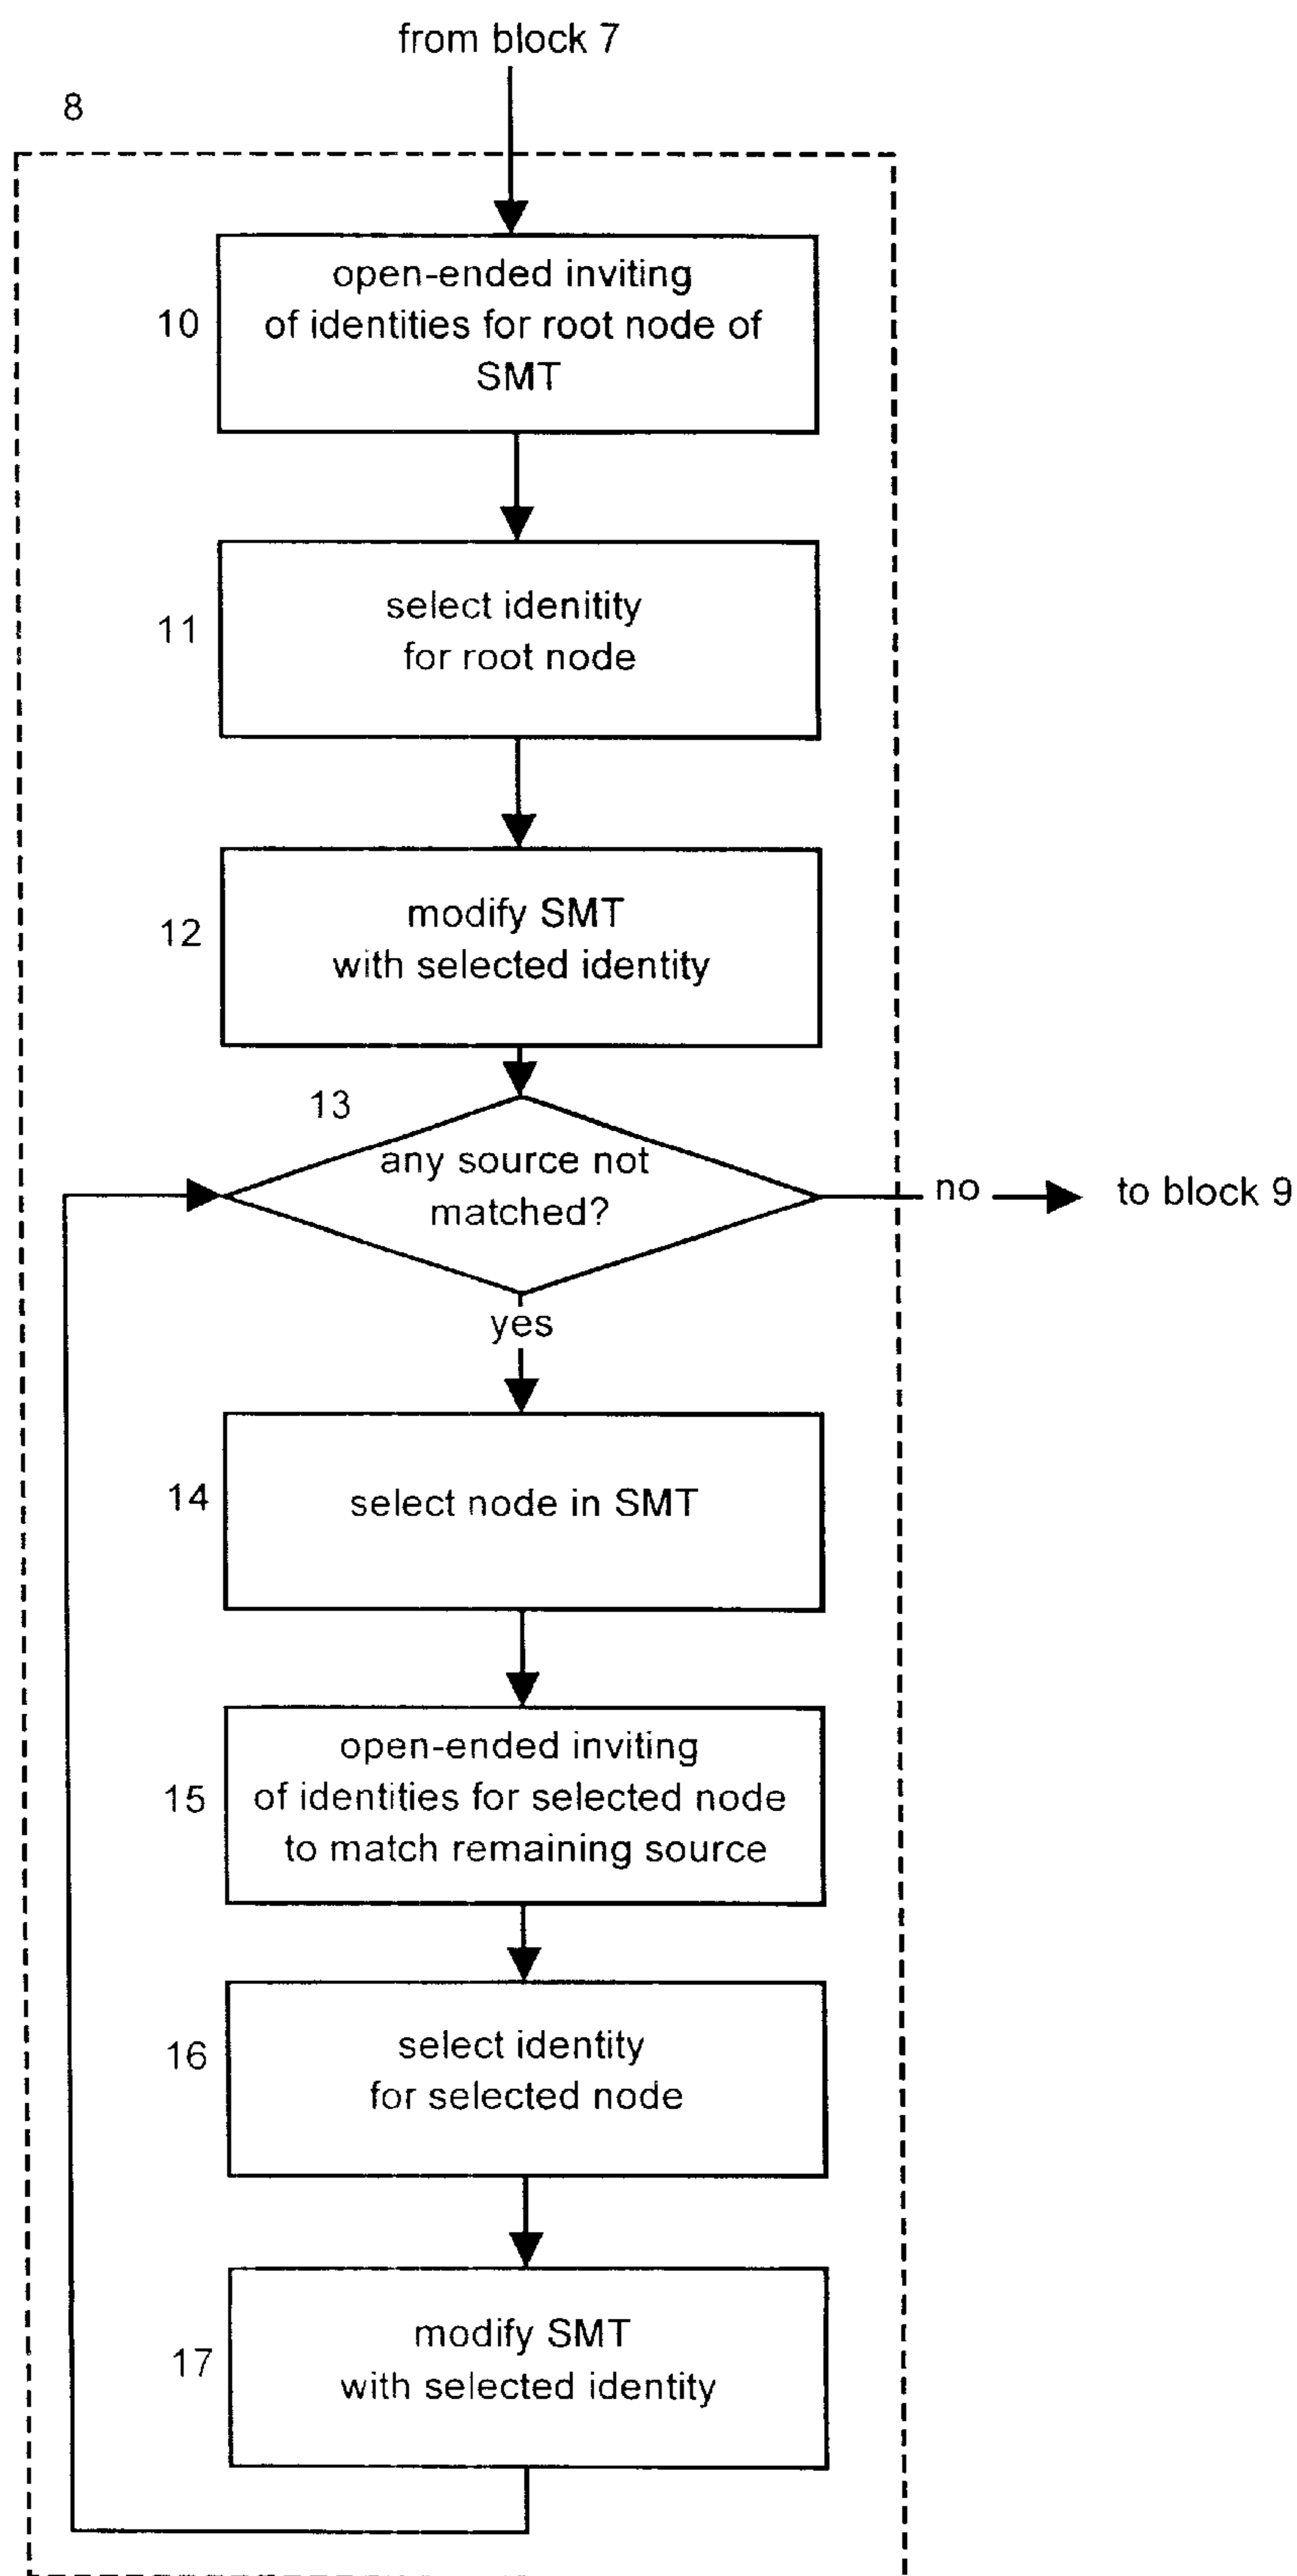 from block 7
8
10
open-ended inviting
of identities for root node of
SMT
11
select idenitity
for root node
12
modify SMT
with selected identity
13
any source not
matched?
no
to block 9
yes
14
select node in SMT
15
open-ended inviting
of identities for selected node
to match remaining source
16
select identity
for selected node
17
modify SMT
with selected identity